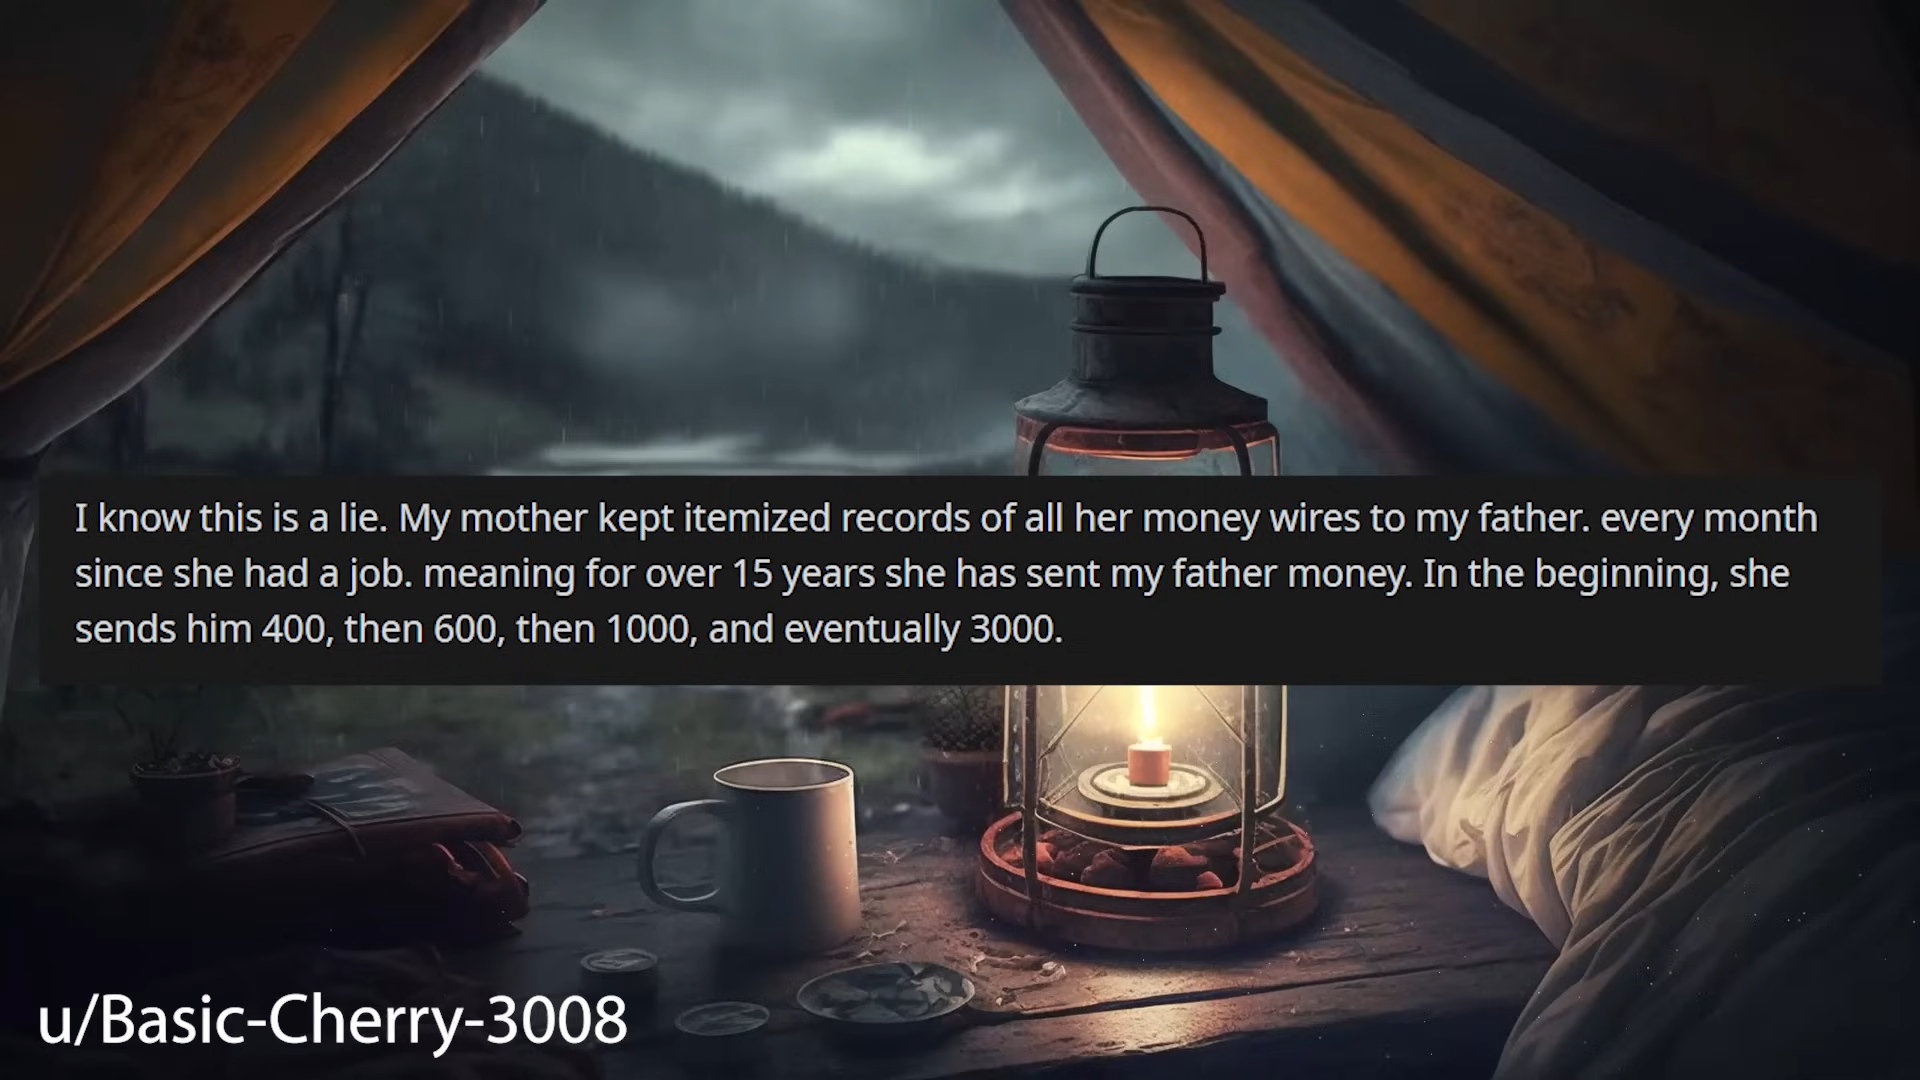 I know this is a lie. My mother kept itemized records of all her money wires to my father. every month
since she had a job. meaning for over 15 years she has sent my father money. In the beginning, she
sends him 400, then 600, then 1000, and eventually 3000.
u/Basic-Cherry-3008